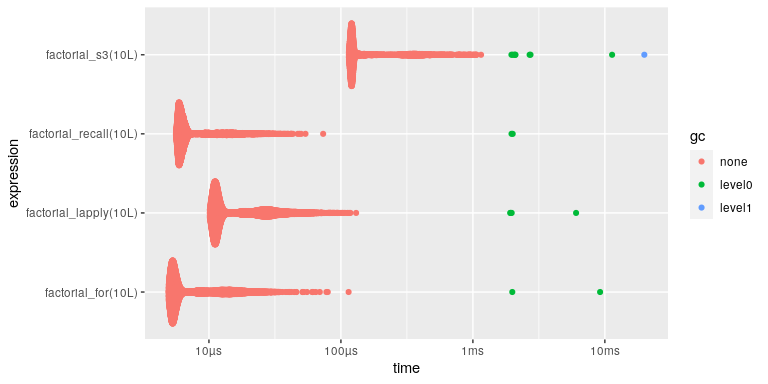 expression
factorial_s3(10L)
factorial_recall(10L)
factorial_lapply(10L)
factorial_for(10L)
10µs
100µs
1ms
10ms
time
gc
none
level0
level1